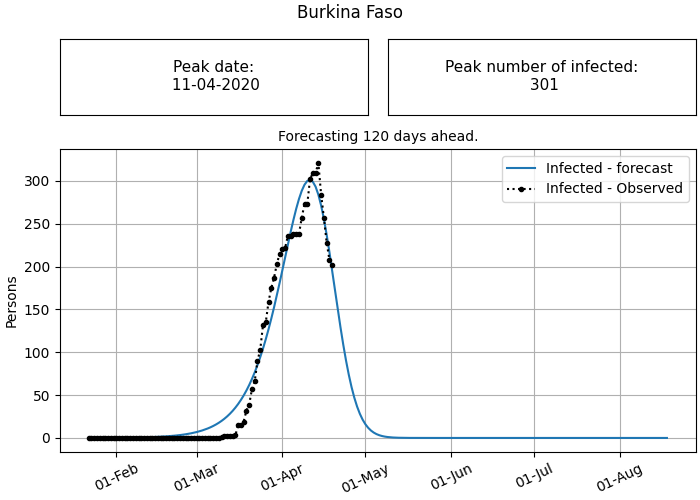 Burkina Faso
Peak date:
11-04-2020
Peak number of infected:
301
Forecasting 120 days ahead.
Infected - forecast
Infected - Observed
Persons
300
250
200
150
100
50
0
01-Feb
01-Mar
01-Apr
01-May
01-Jun
01-Jul
01-Aug